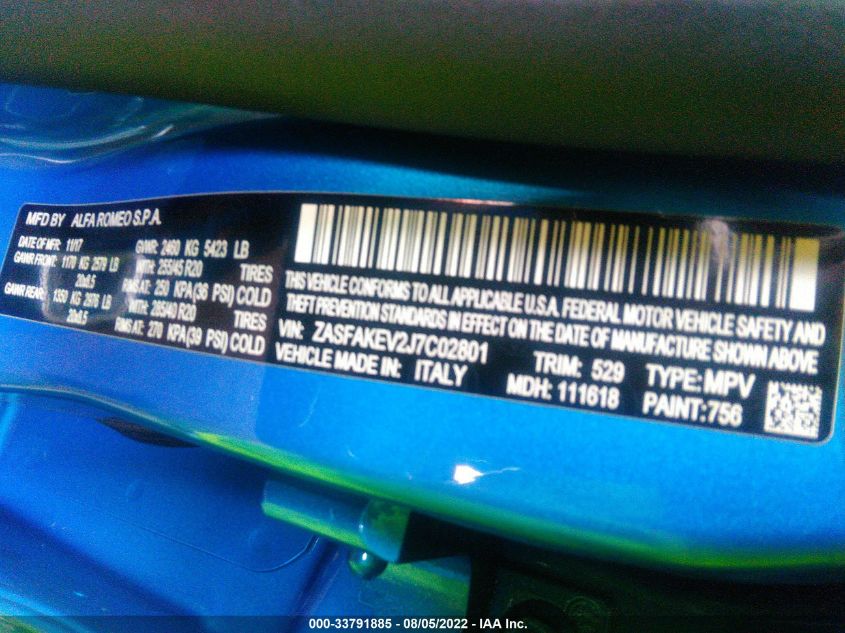 MFD BY ALFA ROMEO S.P.A.
DATE OF MFR: 11/17 GVWR: 2460 KG 5423 LB
GAWR FRONT: 1170 KG 2579 LB WITH 255/45 R20 TIRES
20x8.5 RIMS AT: 250 KPA(36 PSI) COLD
GAWR REAR: 1350 KG 2976 LB WITH 285/40 R20 TIRES
RIMS AT: 270 KPA(39 PSI) COLD
THIS VEHICLE CONFORMS TO ALL APPLICABLE U.S.A. FEDERAL MOTOR VEHICLE SAFETY AND
THEFT PREVENTION STANDARDS IN EFFECT ON THE DATE OF MANUFACTURE SHOWN ABOVE
VIN: ZASFAKEV2J7C02801 TRIM: 529 TYPE: MPV
VEHICLE MADE IN: ITALY MDH: 111618 PAINT: 756
000-33791885 - 08/05/2022 - IAA Inc.